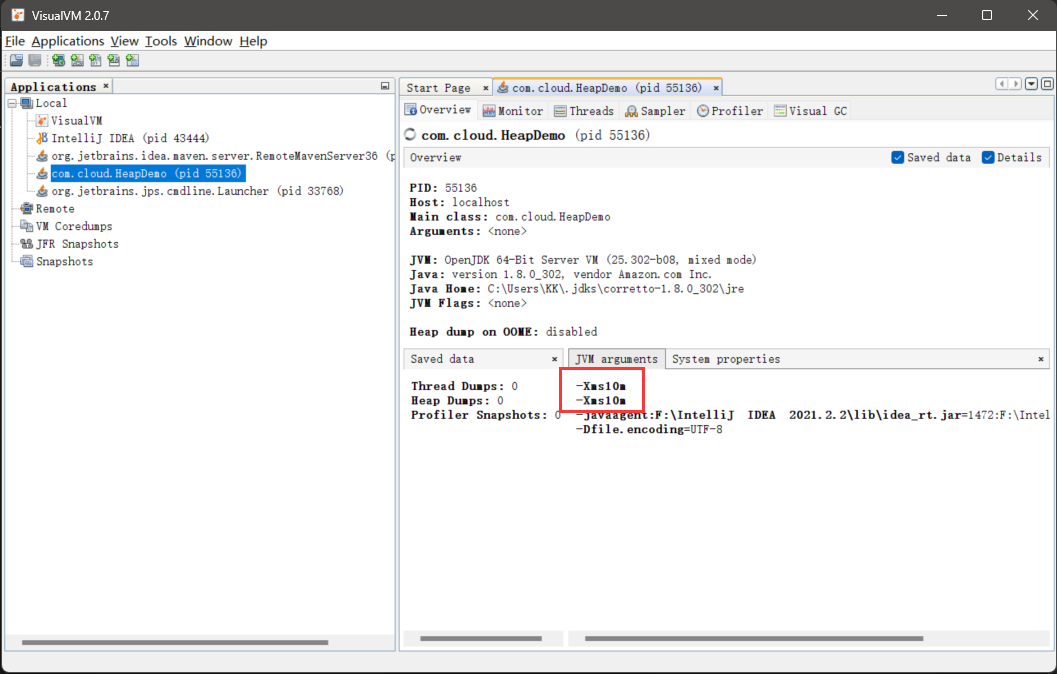 VisualVM 2.0.7
File Applications View Tools Window Help
Applications
Start Page
com.cloud.HeapDemo (pid 55136)
Local
VisualVM
IntelliJ IDEA (pid 43444)
org.jetbrains.idea.maven.server.RemoteMavenServer36 (p
com.cloud.HeapDemo (pid 55136)
org.jetbrains.jps.cmdline.Launcher (pid 33768)
Remote
VM Coredumps
JFR Snapshots
Snapshots
Overview Monitor Threads Sampler Profiler Visual GC
com.cloud.HeapDemo (pid 55136)
Overview
Saved data Details
PID: 55136
Host: localhost
Main class: com.cloud.HeapDemo
Arguments: <none>
JVM: OpenJDK 64-Bit Server VM (25.302-b08, mixed mode)
Java: version 1.8.0_302, vendor Amazon.com Inc.
Java Home: C:\Users\KK\.jdks\corretto-1.8.0_302\jre
JVM Flags: <none>
Heap dump on OOME: disabled
Saved data
Thread Dumps: 0
Heap Dumps: 0
Profiler Snapshots: 0
JVM arguments System properties
-Xms10m
-Xms10m
-javaagent:F:\IntelliJ IDEA 2021.2.2\lib\idea_rt.jar=1472:F:\Intel
-Dfile.encoding=UTF-8